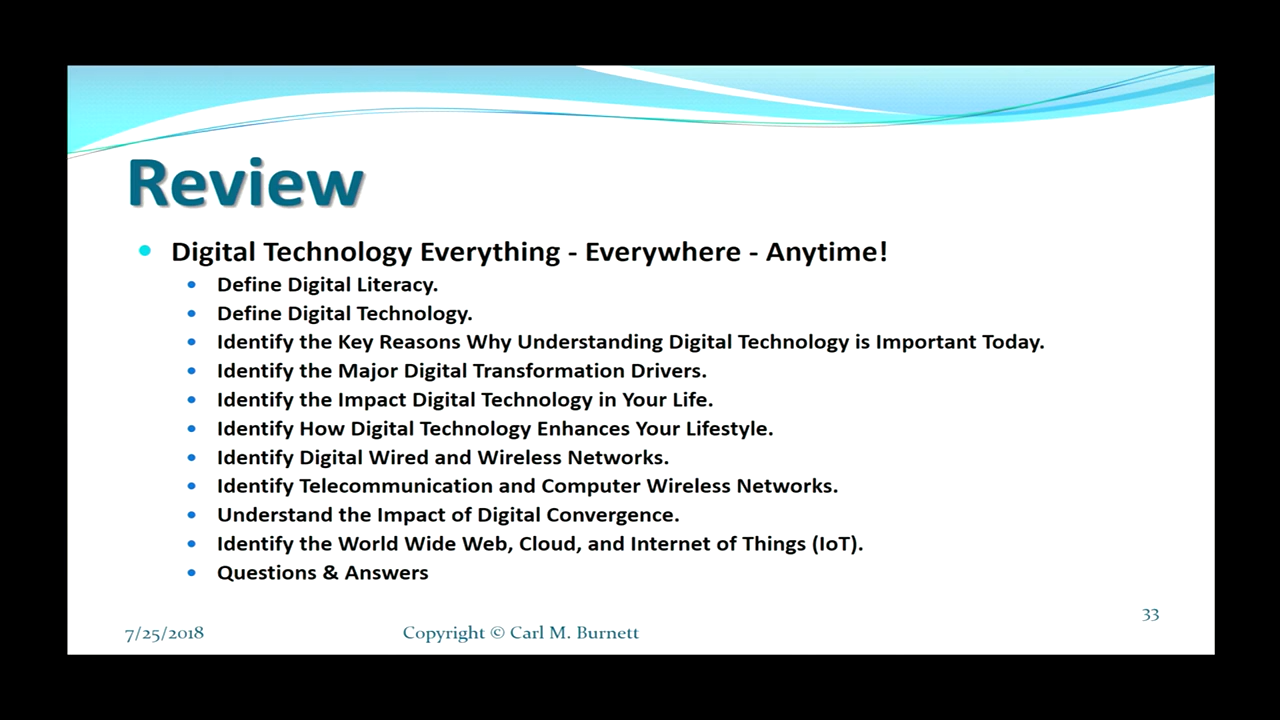 Review
Digital Technology Everything - Everywhere - Anytime!
Define Digital Literacy.
Define Digital Technology.
Identify the Key Reasons Why Understanding Digital Technology is Important Today.
Identify the Major Digital Transformation Drivers.
Identify the Impact Digital Technology in Your Life.
Identify How Digital Technology Enhances Your Lifestyle.
Identify Digital Wired and Wireless Networks.
Identify Telecommunication and Computer Wireless Networks.
Understand the Impact of Digital Convergence.
Identify the World Wide Web, Cloud, and Internet of Things (IoT).
Questions & Answers
33
7/25/2018
Copyright © Carl M. Burnett